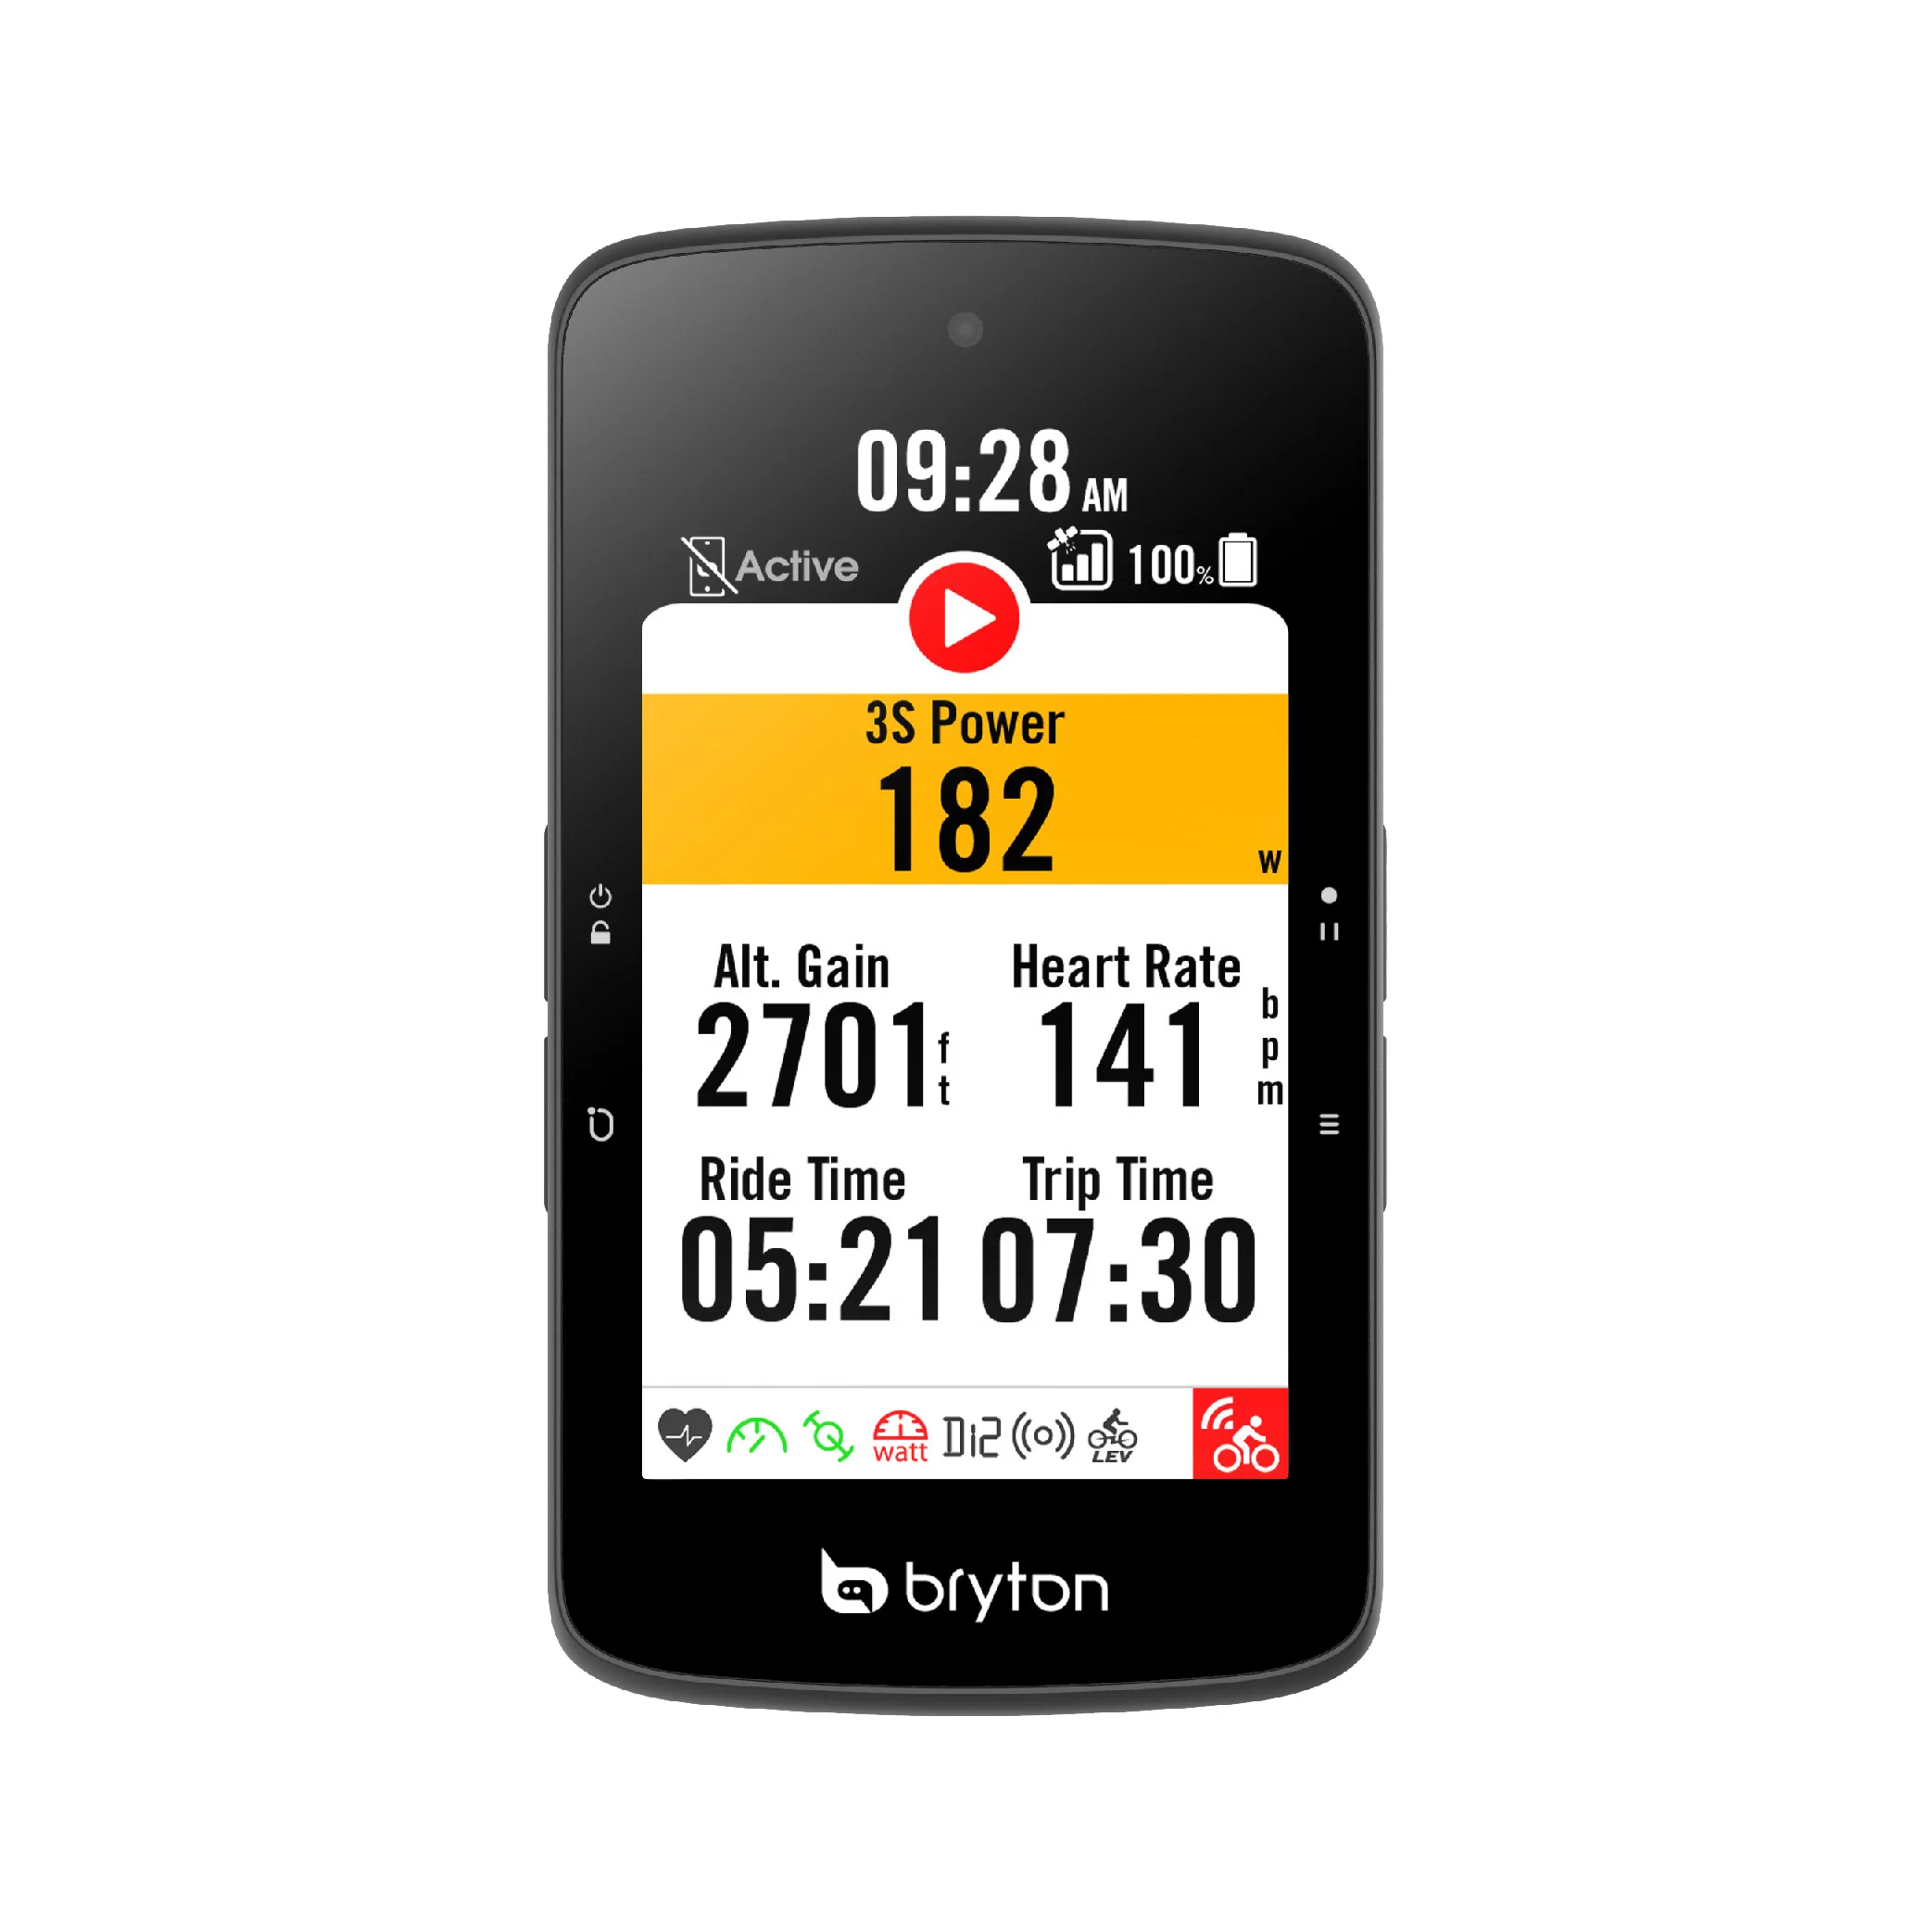 09:28 AM
Active
100%
3S Power
182
w
Alt. Gain
Heart Rate
2701 ft
141 bpm
Ride Time
Trip Time
05:21
07:30
watt
Di2
LEV
bryton